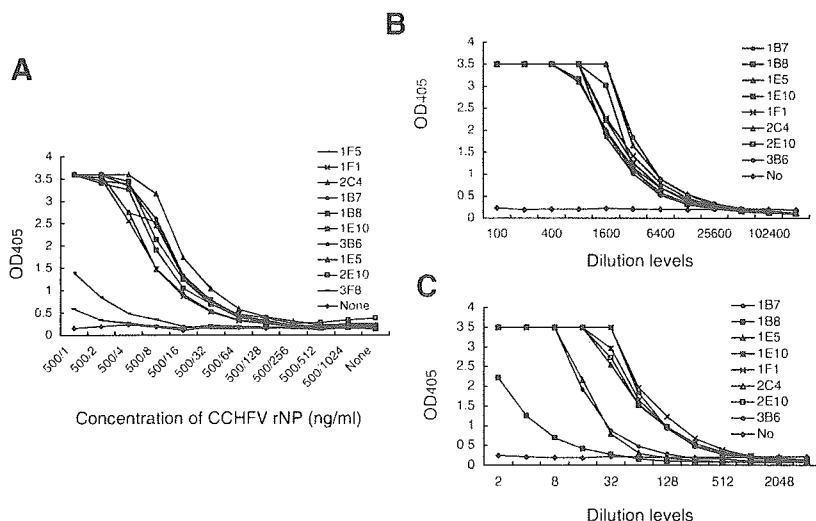 A
OD405
4
3.5
3
2.5
2
1.5
1
0.5
0
500/1
500/2
500/4
500/8
500/16
500/32
500/64
500/128
500/256
500/512
500/1024
None
Concentration of CCHFV rNP (ng/ml)
1F5
1F1
2C4
1B7
1B8
1E10
3B6
1E5
2E10
3F8
None
B
OD405
4
3.5
3
2.5
2
1.5
1
0.5
0
100
400
1600
6400
25600
102400
Dilution levels
1B7
1B8
1E5
1E10
1F1
2C4
2E10
3B6
No
C
OD405
4
3.5
3
2.5
2
1.5
1
0.5
0
2
8
32
128
512
2048
Dilution levels
1B7
1B8
1E5
1E10
1F1
2C4
2E10
3B6
No